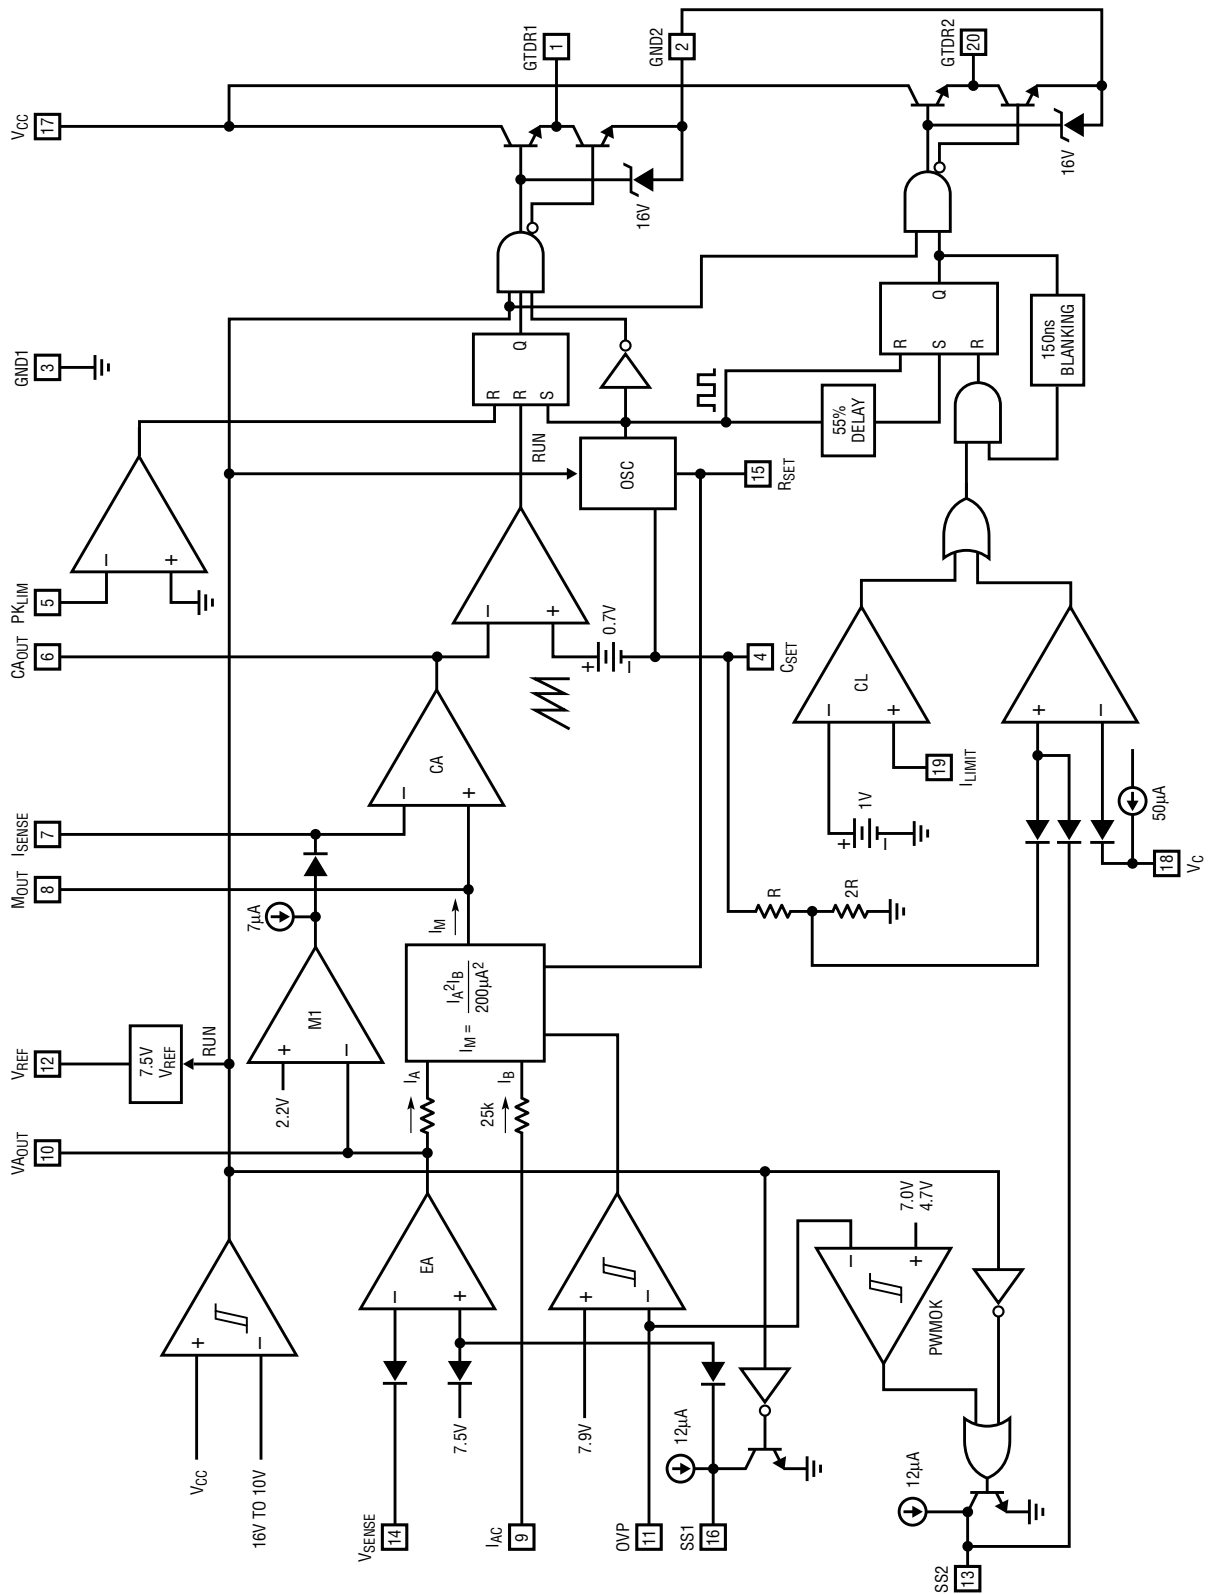 VCC
17
GND1
3
PKLIM
5
CAOUT
6
ISENSE
7
MOUT
8
VREF
12
VAOUT
10
GTDR1
1
GND2
2
GTDR2
20
16V
16V
7.5V
VREF
RUN
7µA
M1
+
–
2.2V
VCC
16V TO 10V
+
–
–
+
R
R
S
Q
RUN
–
+
+
–
0.7V
OSC
15
RSET
4
CSET
CA
–
+
IM
IM = IA²IB
200µA²
IA
IB
25k
EA
–
+
7.5V
VSENSE
14
IAC
9
7.9V
+
–
OVP
11
SS1
16
12µA
55%
DELAY
R
S
R
Q
150ns
BLANKING
CL
–
+
+
–
1V
19
ILIMIT
+
–
50µA
18
VC
R
2R
7.0V
4.7V
–
+
PWMOK
12µA
SS2
13